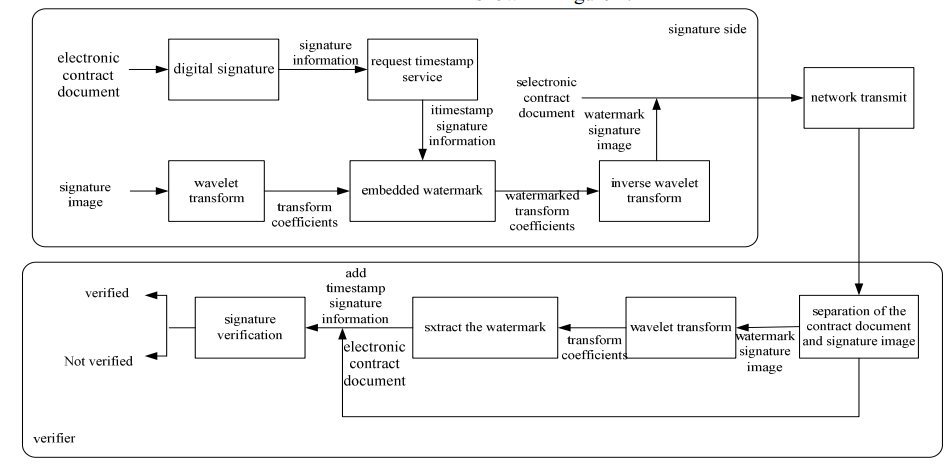 signature side
electronic
contract
document
digital signature
signature
information
request timestamp
service
selectronic
contract
document
network transmit
itimestamp
signature
information
watermark
signature
image
signature
image
wavelet
transform
transform
coefficients
embedded watermark
watermarked
transform
coefficients
inverse wavelet
transform
verified
Not verified
signature
verification
add
timestamp
signature
information
electronic
contract
document
sxtract the watermark
transform
coefficients
wavelet transform
watermark
signature
image
separation of the
contract document
and signature image
verifier